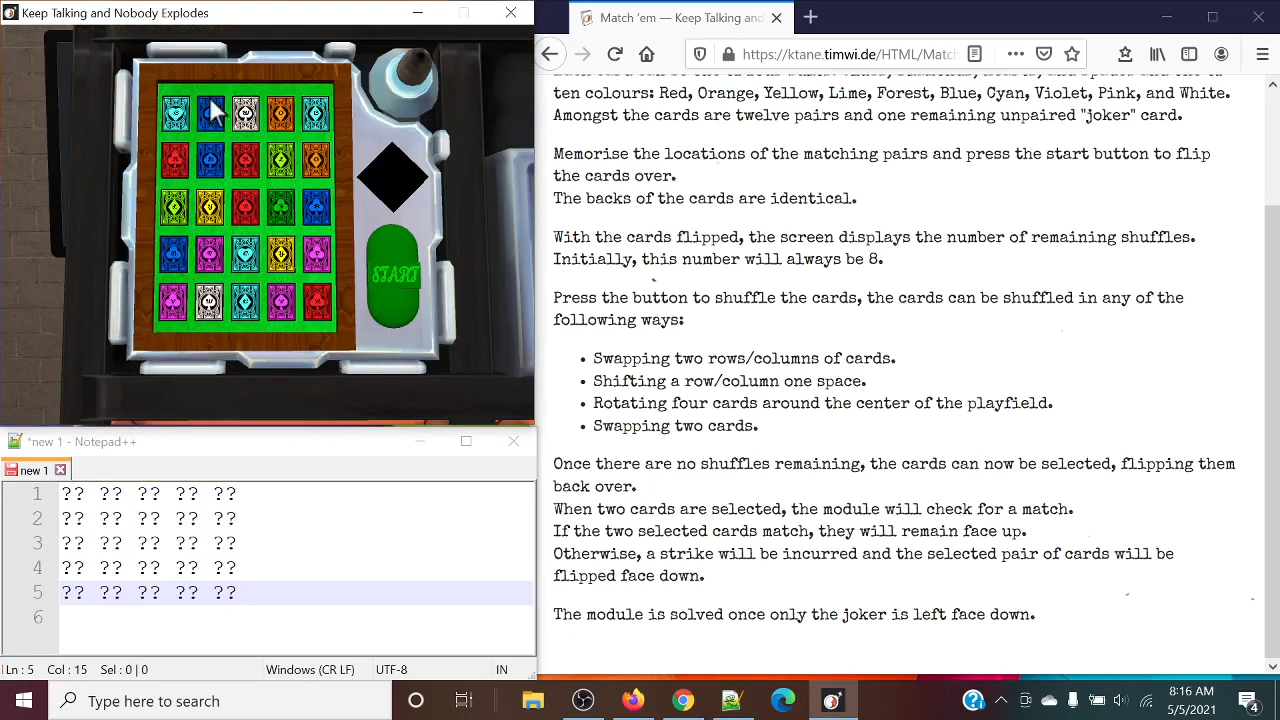 Keep Talking and Nobody Explodes
START
Match 'em — Keep Talking and
https://ktane.timwi.de/HTML/Match
ten colours: Red, Orange, Yellow, Lime, Forest, Blue, Cyan, Violet, Pink, and White.
Amongst the cards are twelve pairs and one remaining unpaired "joker" card.
Memorise the locations of the matching pairs and press the start button to flip
the cards over.
The backs of the cards are identical.
With the cards flipped, the screen displays the number of remaining shuffles.
Initially, this number will always be 8.
Press the button to shuffle the cards, the cards can be shuffled in any of the
following ways:
• Swapping two rows/columns of cards.
• Shifting a row/column one space.
• Rotating four cards around the center of the playfield.
• Swapping two cards.
Once there are no shuffles remaining, the cards can now be selected, flipping them
back over.
When two cards are selected, the module will check for a match.
If the two selected cards match, they will remain face up.
Otherwise, a strike will be incurred and the selected pair of cards will be
flipped face down.
The module is solved once only the joker is left face down.
*new 1 - Notepad++
new 1
1 ?? ?? ?? ?? ??
2 ?? ?? ?? ?? ??
3 ?? ?? ?? ?? ??
4 ?? ?? ?? ?? ??
5 ?? ?? ?? ?? ??
6
Ln : 5 Col : 15 Sel : 0 | 0 Windows (CR LF) UTF-8 IN
Type here to search
8:16 AM
5/5/2021
4